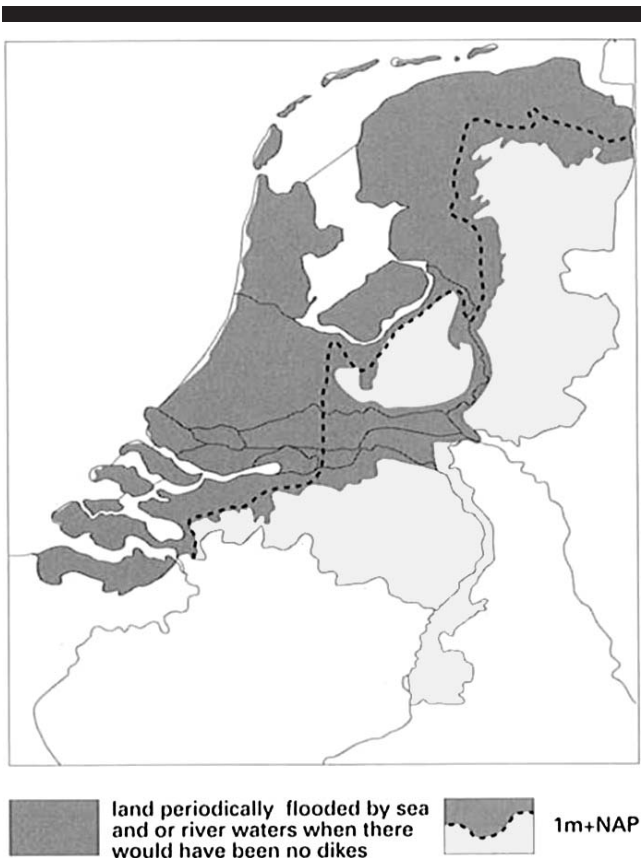 land periodically flooded by sea
and or river waters when there
would have been no dikes
1m+NAP